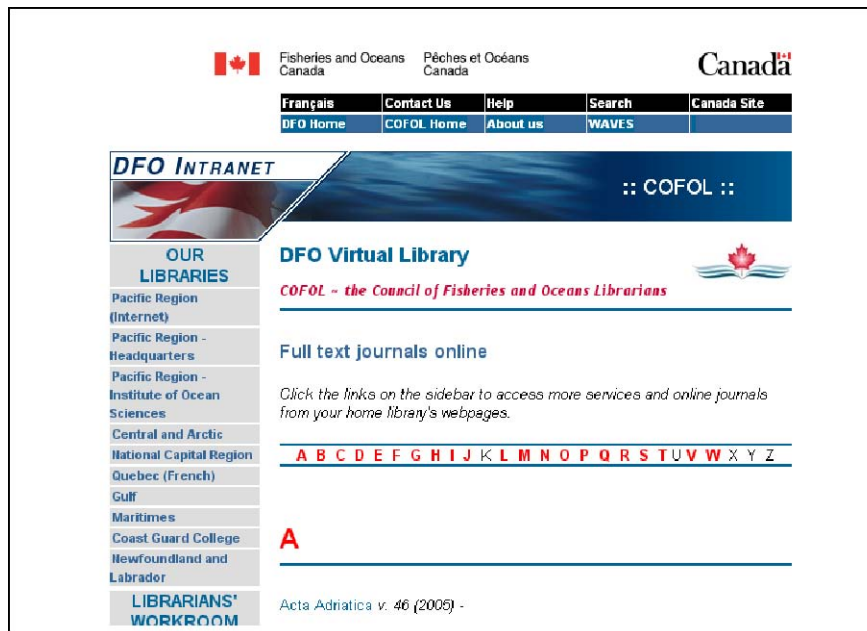 Fisheries and Oceans Pêches et Océans
Canada Canada
Canada
Français Contact Us Help Search Canada Site
DFO Home COFOL Home About us WAVES
DFO INTRANET
:: COFOL ::
OUR
LIBRARIES
Pacific Region
(Internet)
Pacific Region -
Headquarters
Pacific Region -
Institute of Ocean
Sciences
Central and Arctic
National Capital Region
Quebec (French)
Gulf
Maritimes
Coast Guard College
Newfoundland and
Labrador
LIBRARIANS'
WORKROOM
DFO Virtual Library
COFOL ~ the Council of Fisheries and Oceans Librarians
Full text journals online
Click the links on the sidebar to access more services and online journals
from your home library's webpages.
A B C D E F G H I J K L M N O P Q R S T U V W X Y Z
A
Acta Adriatica v. 46 (2005) -